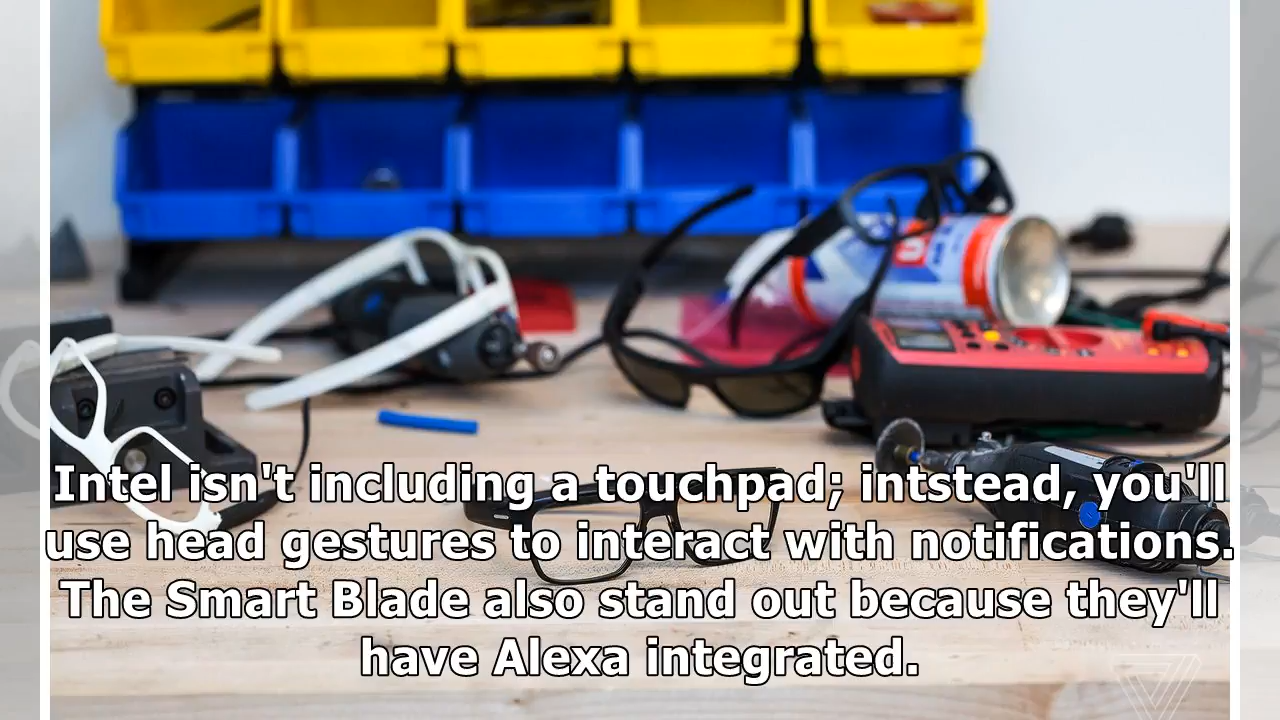 Intel isn't including a touchpad; intstead, you'll
use head gestures to interact with notifications.
The Smart Blade also stand out because they'll
have Alexa integrated.